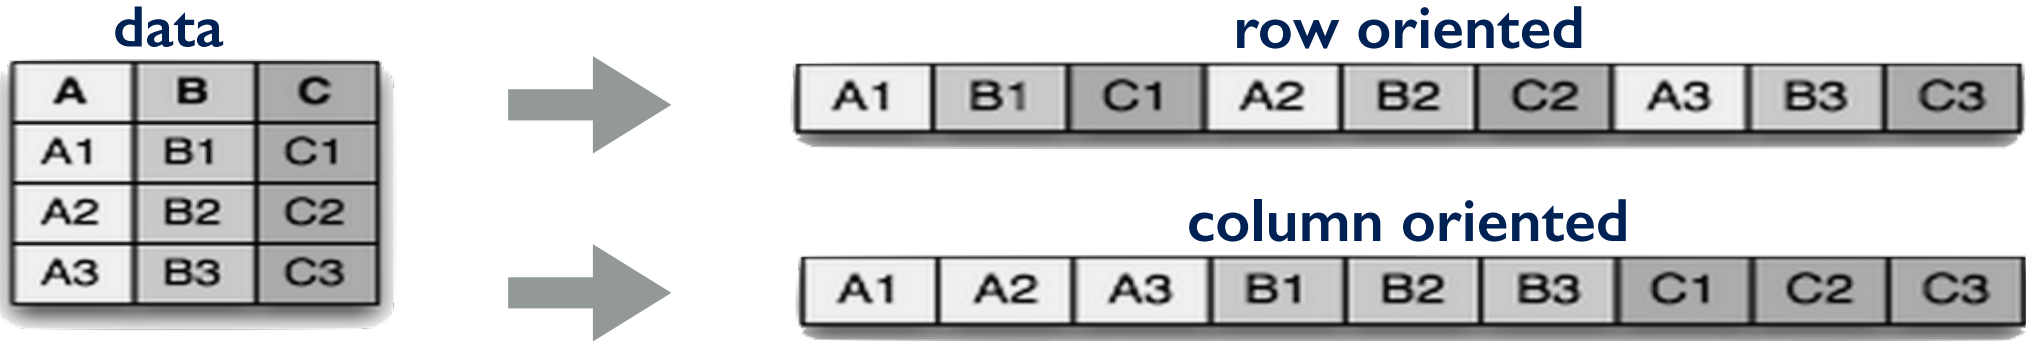 data
A B C
A1 B1 C1
A2 B2 C2
A3 B3 C3
row oriented
A1 B1 C1 A2 B2 C2 A3 B3 C3
column oriented
A1 A2 A3 B1 B2 B3 C1 C2 C3